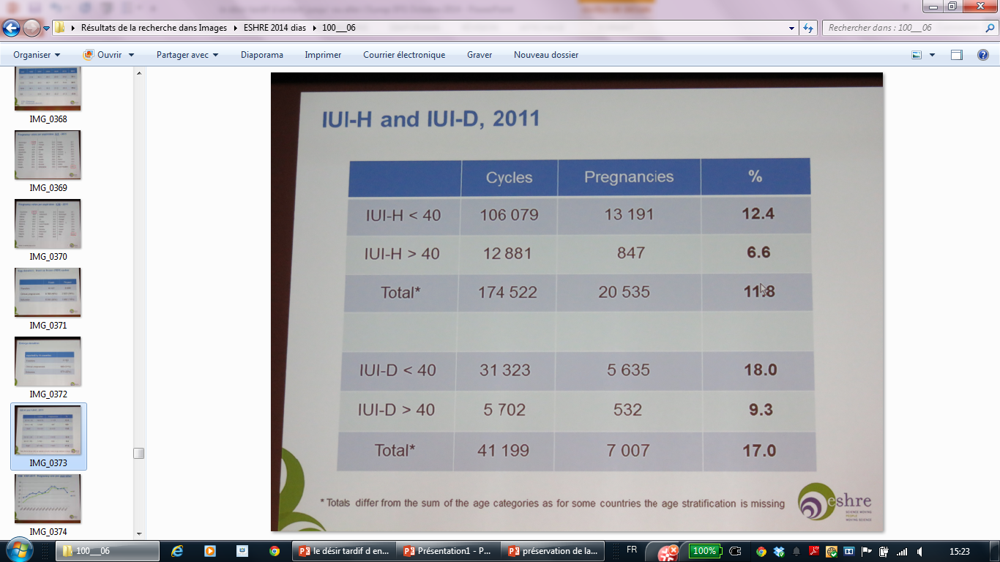 Résultats de la recherche dans Images ESHRE 2014 dias 100___06
Rechercher dans : 100___06
Organiser Ouvrir Partager avec Diaporama Imprimer Courrier électronique Graver Nouveau dossier
IMG_0368
IMG_0369
IMG_0370
IMG_0371
IMG_0372
IMG_0373
IMG_0374
IUI-H and IUI-D, 2011
Cycles Pregnancies %
IUI-H < 40 106 079 13 191 12.4
IUI-H > 40 12 881 847 6.6
Total* 174 522 20 535 11.8
IUI-D < 40 31 323 5 635 18.0
IUI-D > 40 5 702 532 9.3
Total* 41 199 7 007 17.0
* Totals differ from the sum of the age categories as for some countries the age stratification is missing
eshre
SCIENCE MOVING
PEOPLE
MOVING SCIENCE
100___06 le désir tardif d en... Présentation1 - P... préservation de la... FR 100% 15:23